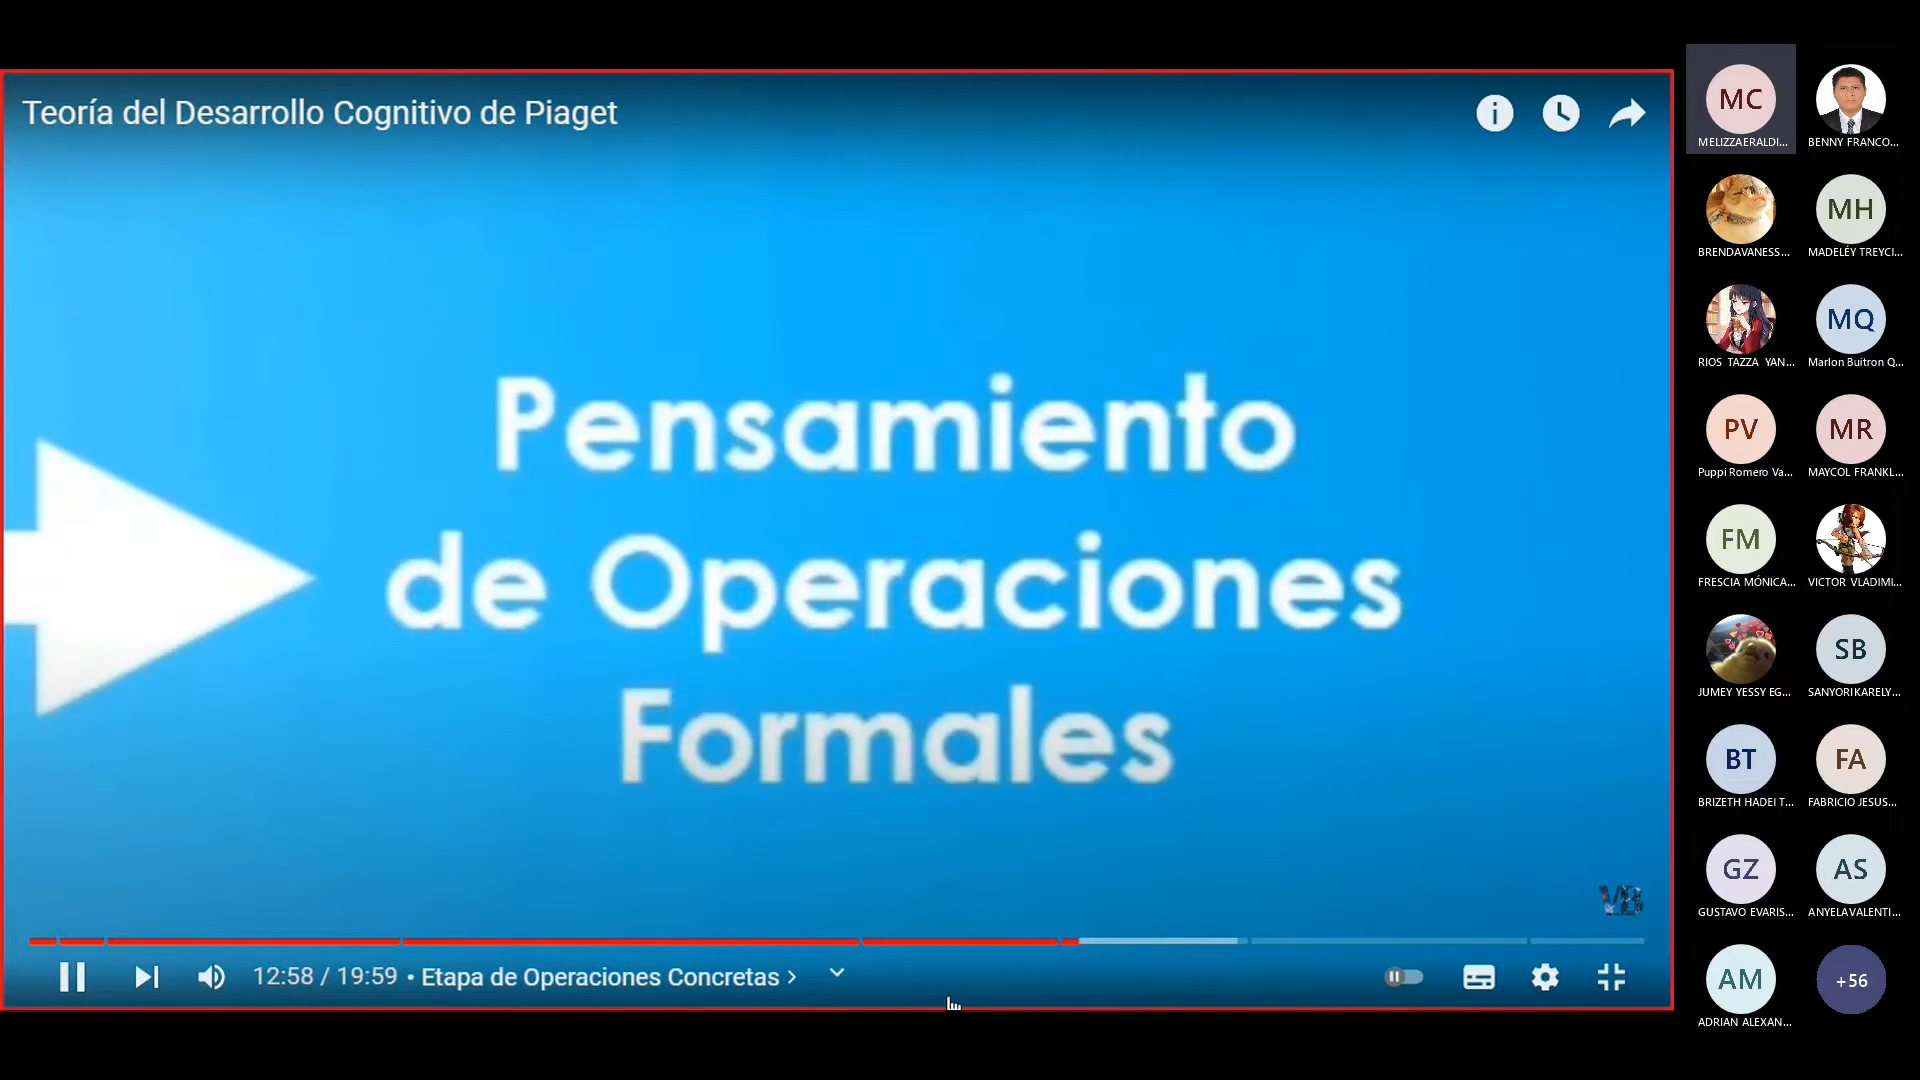 Teoría del Desarrollo Cognitivo de Piaget
Pensamiento
de Operaciones
Formales
12:58 / 19:59 • Etapa de Operaciones Concretas >
MC
MELIZZAERALDI...
BENNY FRANCO...
BRENDAVANESS...
MH
MADELÉY TREYCI...
RIOS TAZZA YAN...
MQ
Marlon Buitron Q...
PV
Puppi Romero Va...
MR
MAYCOL FRANKL...
FM
FRESCIA MÓNICA...
VICTOR VLADIMI...
JUMEY YESSY EG...
SB
SANYORIKARELY...
BT
BRIZETH HADEI T...
FA
FABRICIO JESUS...
GZ
GUSTAVO EVARIS...
AS
ANYELAVALENTI...
AM
ADRIAN ALEXAN...
+56